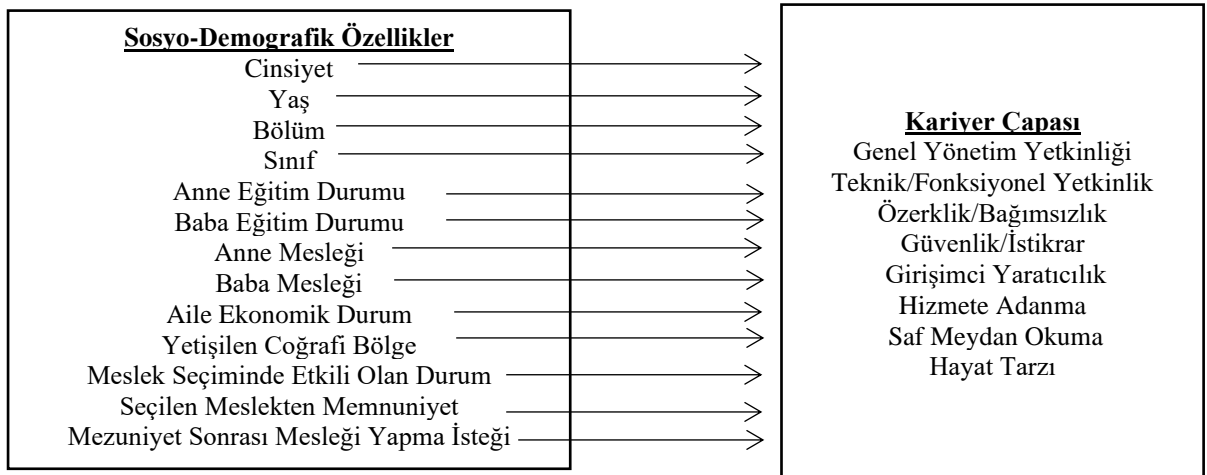 Sosyo-Demografik Özellikler
Cinsiyet
Yaş
Bölüm
Sınıf
Anne Eğitim Durumu
Baba Eğitim Durumu
Anne Mesleği
Baba Mesleği
Aile Ekonomik Durum
Yetişilen Coğrafi Bölge
Meslek Seçiminde Etkili Olan Durum
Seçilen Meslekten Memnuniyet
Mezuniyet Sonrası Mesleği Yapma İsteği
Kariyer Çapası
Genel Yönetim Yetkinliği
Teknik/Fonksiyonel Yetkinlik
Özerklik/Bağımsızlık
Güvenlik/İstikrar
Girişimci Yaratıcılık
Hizmete Adanma
Saf Meydan Okuma
Hayat Tarzı